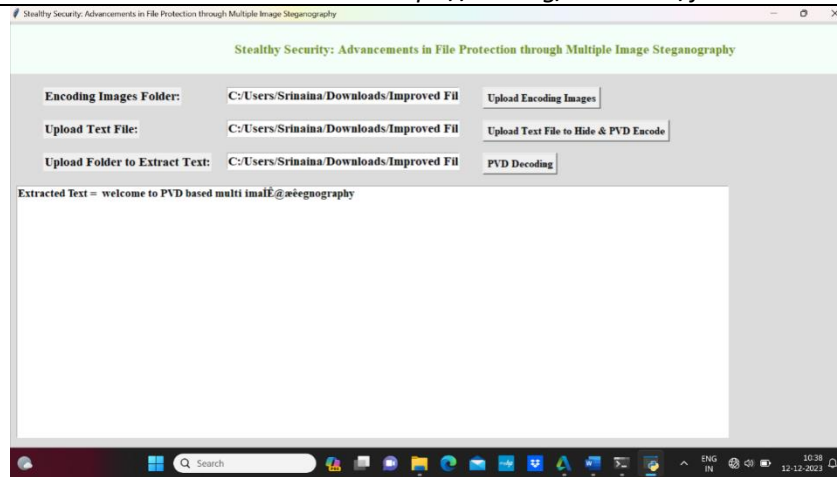 Stealthy Security: Advancements in File Protection through Multiple Image Steganography
Stealthy Security: Advancements in File Protection through Multiple Image Steganography
Encoding Images Folder: C:/Users/Srinaina/Downloads/Improved Fil Upload Encoding Images
Upload Text File: C:/Users/Srinaina/Downloads/Improved Fil Upload Text File to Hide & PVD Encode
Upload Folder to Extract Text: C:/Users/Srinaina/Downloads/Improved Fil PVD Decoding
Extracted Text = welcome to PVD based multi imaÍÊ@æêegnography
Search
ENG
IN
10:38
12-12-2023